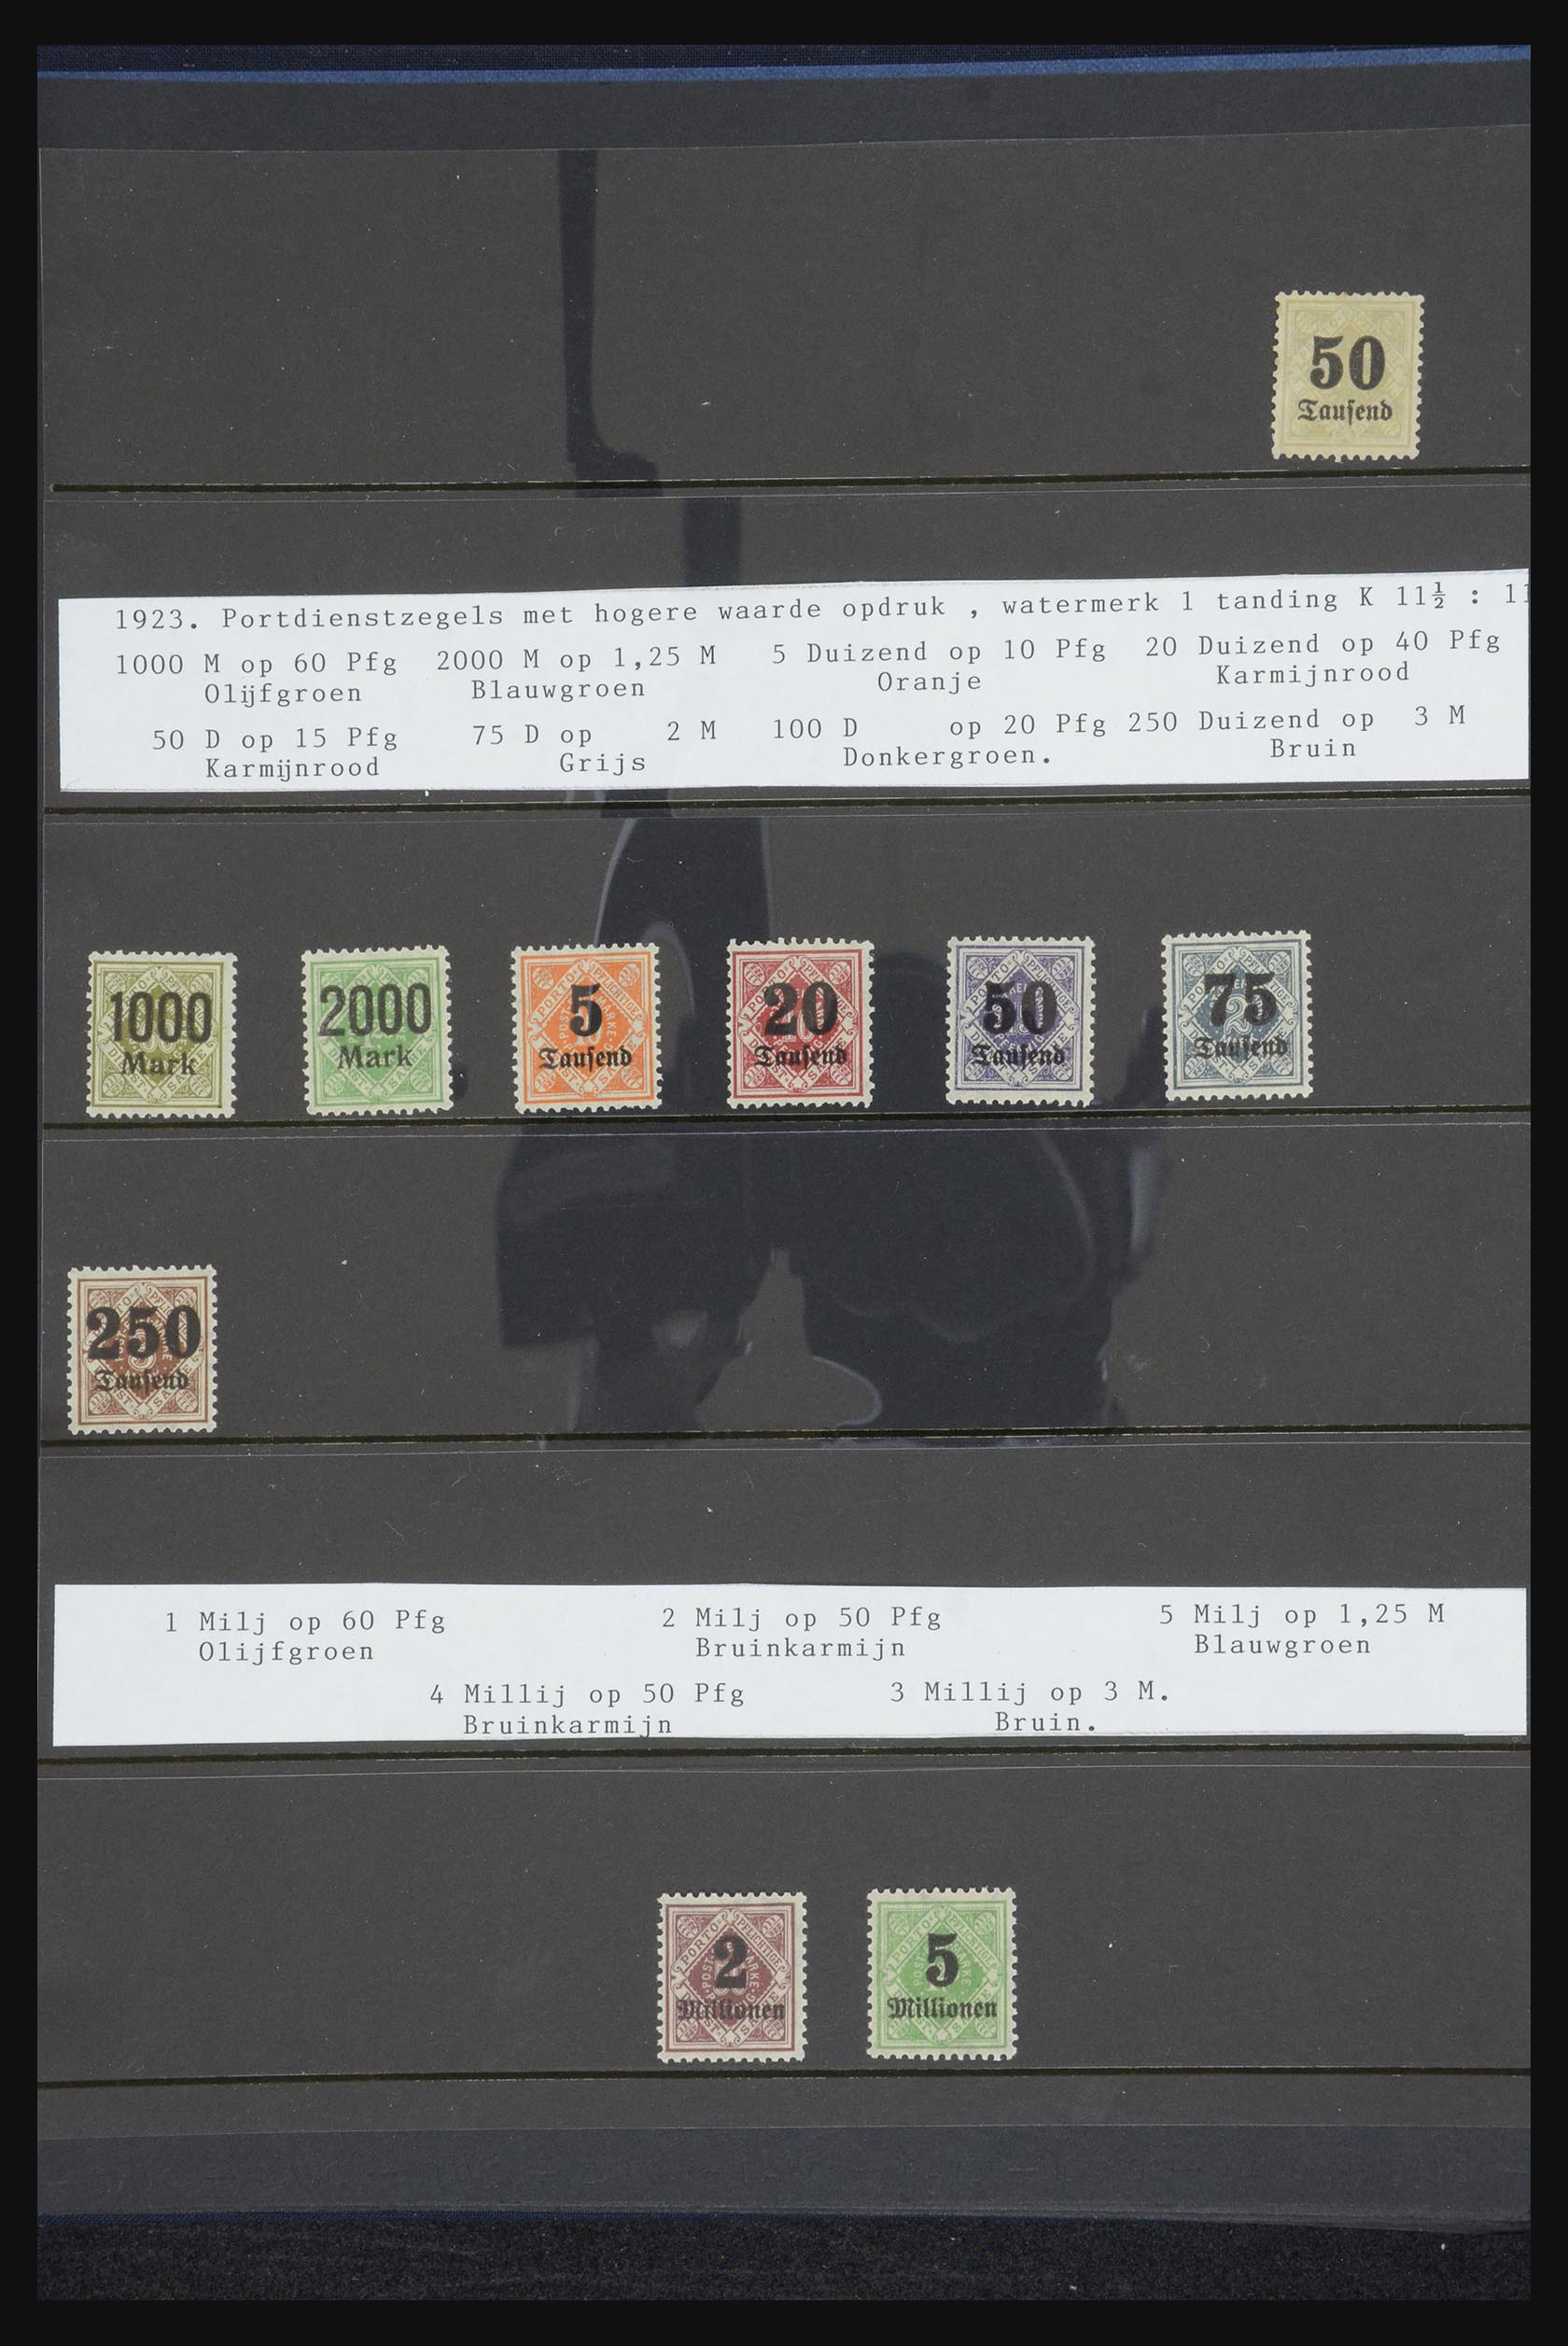 50
Tausend
1923. Portdienstzegels met hogere waarde opdruk , watermerk 1 tanding K 11½ : 11
1000 M op 60 Pfg 2000 M op 1,25 M 5 Duizend op 10 Pfg 20 Duizend op 40 Pfg
Olijfgroen Blauwgroen Oranje Karmijnrood
50 D op 15 Pfg 75 D op 2 M 100 D op 20 Pfg 250 Duizend op 3 M
Karmijnrood Grijs Donkergroen. Bruin
1000 2000 5 20 50 75
Mark Mark Tausend Tausend Tausend Tausend
250
Tausend
1 Milj op 60 Pfg 2 Milj op 50 Pfg 5 Milj op 1,25 M
Olijfgroen Bruinkarmijn Blauwgroen
4 Millij op 50 Pfg 3 Millij op 3 M.
Bruinkarmijn Bruin.
2 5
Millionen Millionen